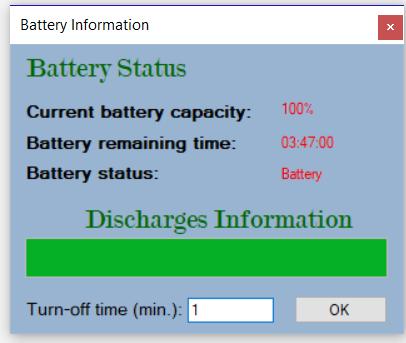 Battery Information
Battery Status
Current battery capacity: 100%
Battery remaining time: 03:47:00
Battery status: Battery
Discharges Information
Turn-off time (min.): 1 OK